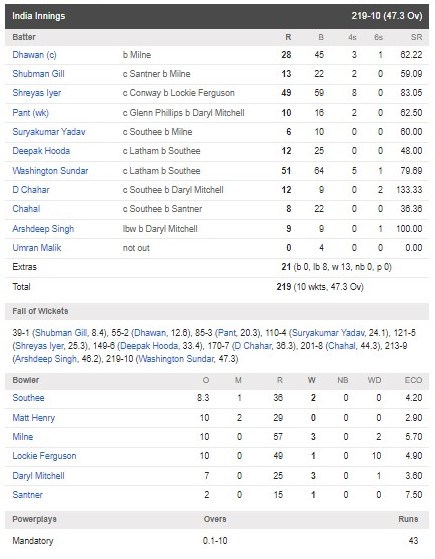 India Innings 219-10 (47.3 Ov)
Batter R B 4s 6s SR
Dhawan (c) b Milne 28 45 3 1 62.22
Shubman Gill c Santner b Milne 13 22 2 0 59.09
Shreyas Iyer c Conway b Lockie Ferguson 49 59 8 0 83.05
Pant (wk) c Glenn Phillips b Daryl Mitchell 10 16 2 0 62.50
Suryakumar Yadav c Southee b Milne 6 10 0 0 60.00
Deepak Hooda c Latham b Southee 12 25 0 0 48.00
Washington Sundar c Latham b Southee 51 64 5 1 79.69
D Chahar c Southee b Daryl Mitchell 12 9 0 2 133.33
Chahal c Southee b Santner 8 22 0 0 36.36
Arshdeep Singh lbw b Daryl Mitchell 9 9 0 1 100.00
Umran Malik not out 0 4 0 0 0.00
Extras 21 (b 0, lb 8, w 13, nb 0, p 0)
Total 219 (10 wkts, 47.3 Ov)
Fall of Wickets
39-1 (Shubman Gill, 8.4), 55-2 (Dhawan, 12.6), 85-3 (Pant, 20.3), 110-4 (Suryakumar Yadav, 24.1), 121-5
(Shreyas Iyer, 25.3), 149-6 (Deepak Hooda, 33.4), 170-7 (D Chahar, 36.3), 201-8 (Chahal, 44.3), 213-9
(Arshdeep Singh, 46.2), 219-10 (Washington Sundar, 47.3)
Bowler O M R W NB WD ECO
Southee 8.3 1 36 2 0 0 4.20
Matt Henry 10 2 29 0 0 0 2.90
Milne 10 0 57 3 0 2 5.70
Lockie Ferguson 10 0 49 1 0 10 4.90
Daryl Mitchell 7 0 25 3 0 1 3.60
Santner 2 0 15 1 0 0 7.50
Powerplays Overs Runs
Mandatory 0.1-10 43